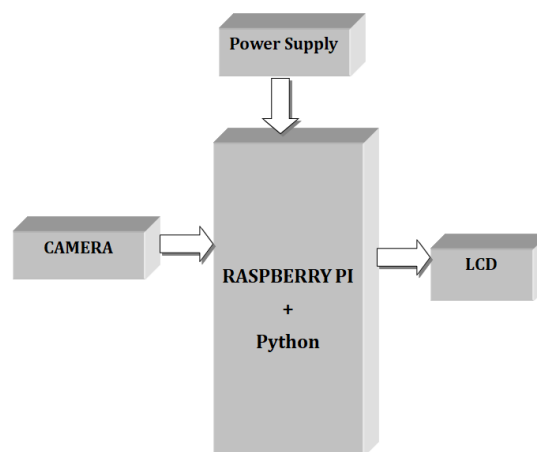 Power Supply
CAMERA
RASPBERRY PI
+
Python
LCD